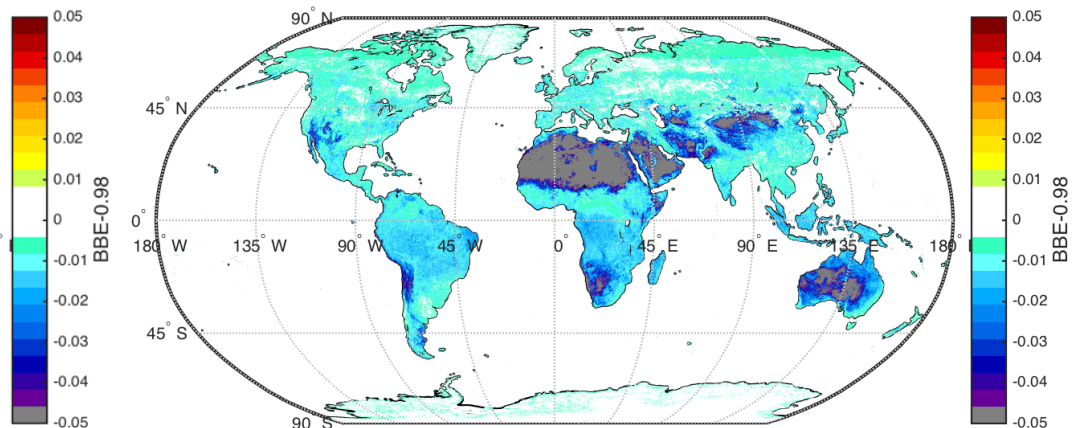 0.05
0.04
0.03
0.02
0.01
0
-0.01
-0.02
-0.03
-0.04
-0.05
BBE-0.98
90° N
45° N
0°
180° W
135° W
90° W
45° W
0°
45° E
90° E
135° E
180° E
45° S
90° S
0.05
0.04
0.03
0.02
0.01
0
-0.01
-0.02
-0.03
-0.04
-0.05
BBE-0.98